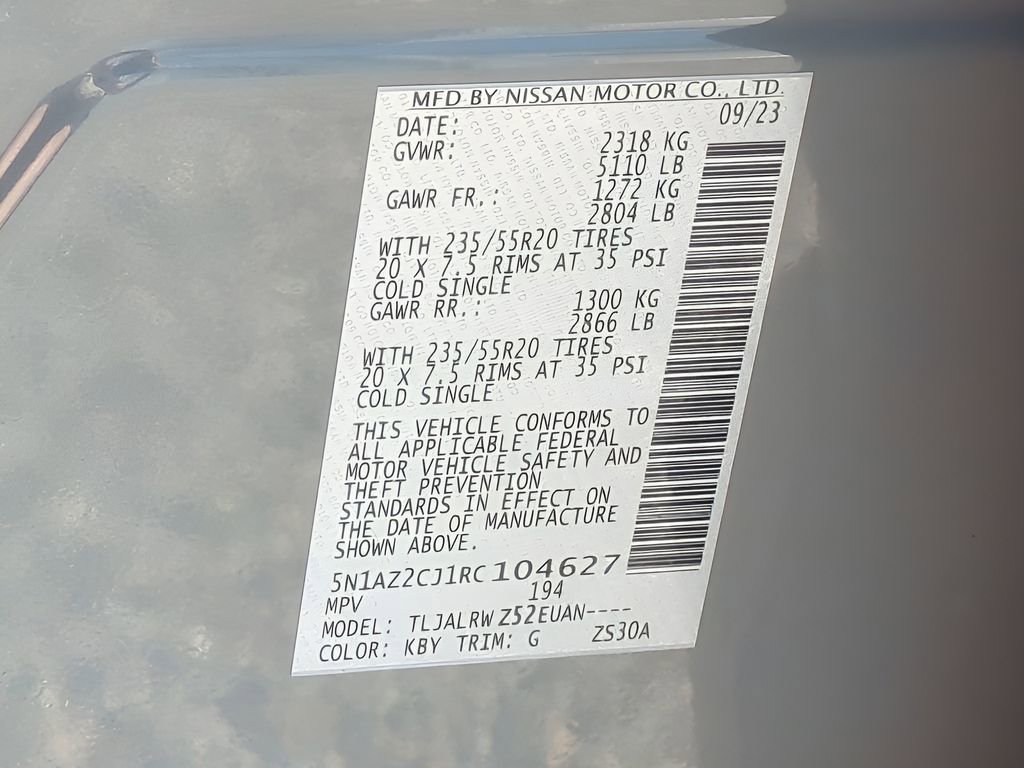 MFD BY NISSAN MOTOR CO., LTD.
DATE: 09/23
GVWR: 2318 KG
5110 LB
GAWR FR.: 1272 KG
2804 LB
WITH 235/55R20 TIRES
20 X 7.5 RIMS AT 35 PSI
COLD SINGLE
GAWR RR.: 1300 KG
2866 LB
WITH 235/55R20 TIRES
20 X 7.5 RIMS AT 35 PSI
COLD SINGLE
THIS VEHICLE CONFORMS TO
ALL APPLICABLE FEDERAL
MOTOR VEHICLE SAFETY AND
THEFT PREVENTION
STANDARDS IN EFFECT ON
THE DATE OF MANUFACTURE
SHOWN ABOVE.
5N1AZ2CJ1RC104627
MPV 194
MODEL: TLJALRWZ52EUAN----
COLOR: KBY TRIM: G ZS30A